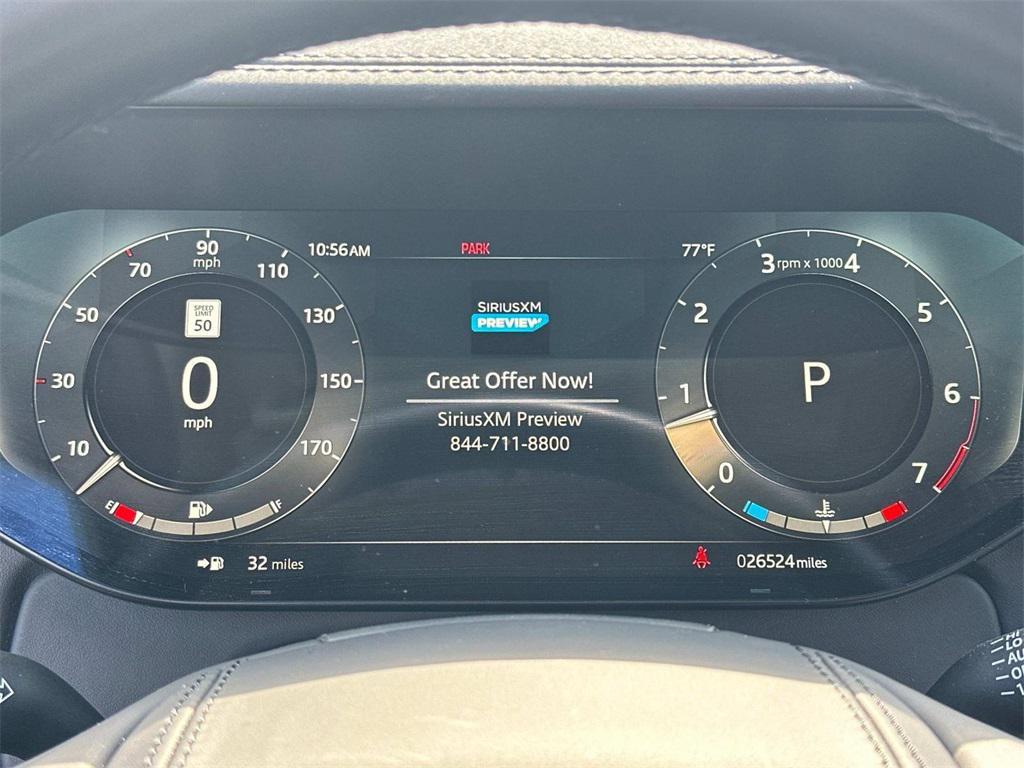 10:56AM
PARK
77°F
90
mph
70
110
50
130
30
150
10
170
SPEED
LIMIT
50
0
mph
E
F
32 miles
SIRIUSXM
PREVIEW
Great Offer Now!
SiriusXM Preview
844-711-8800
3 rpm x 1000 4
2
5
1
6
0
7
P
026524 miles
LO
AU